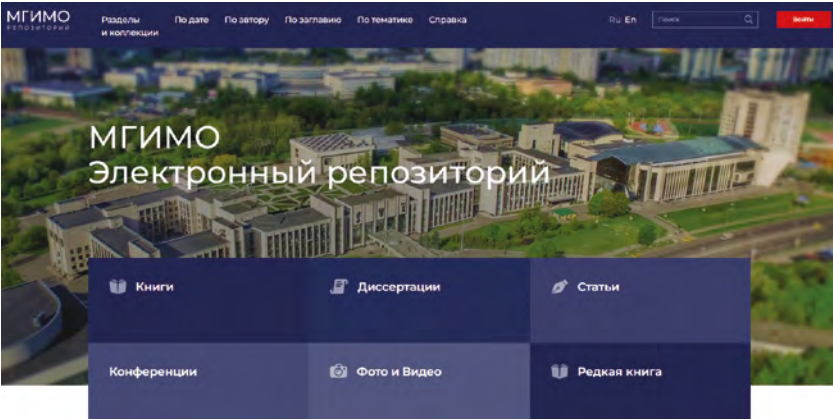 МГИМО
РЕПОЗИТОРИЙ
Разделы
и коллекции
По дате
По автору
По заглавию
По тематике
Справка
Ru En
Поиск
Войти
МГИМО
Электронный репозиторий
Книги
Диссертации
Статьи
Конференции
Фото и Видео
Редкая книга